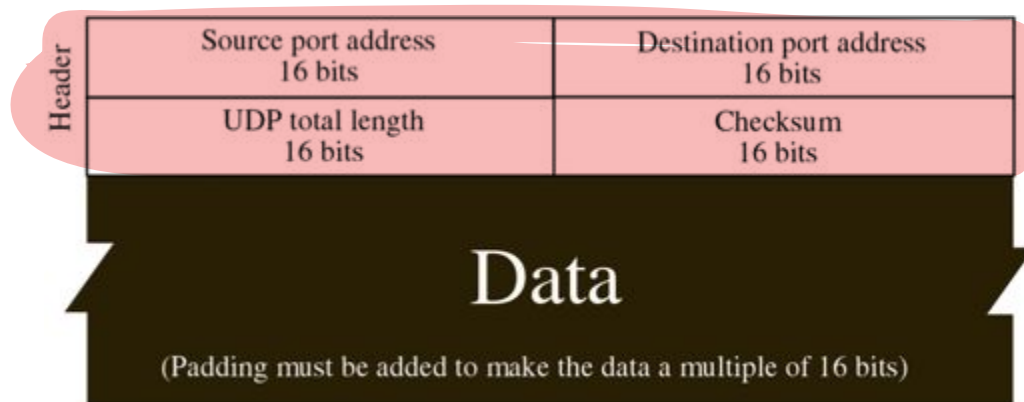 Header
Source port address
16 bits
Destination port address
16 bits
UDP total length
16 bits
Checksum
16 bits
Data
(Padding must be added to make the data a multiple of 16 bits)